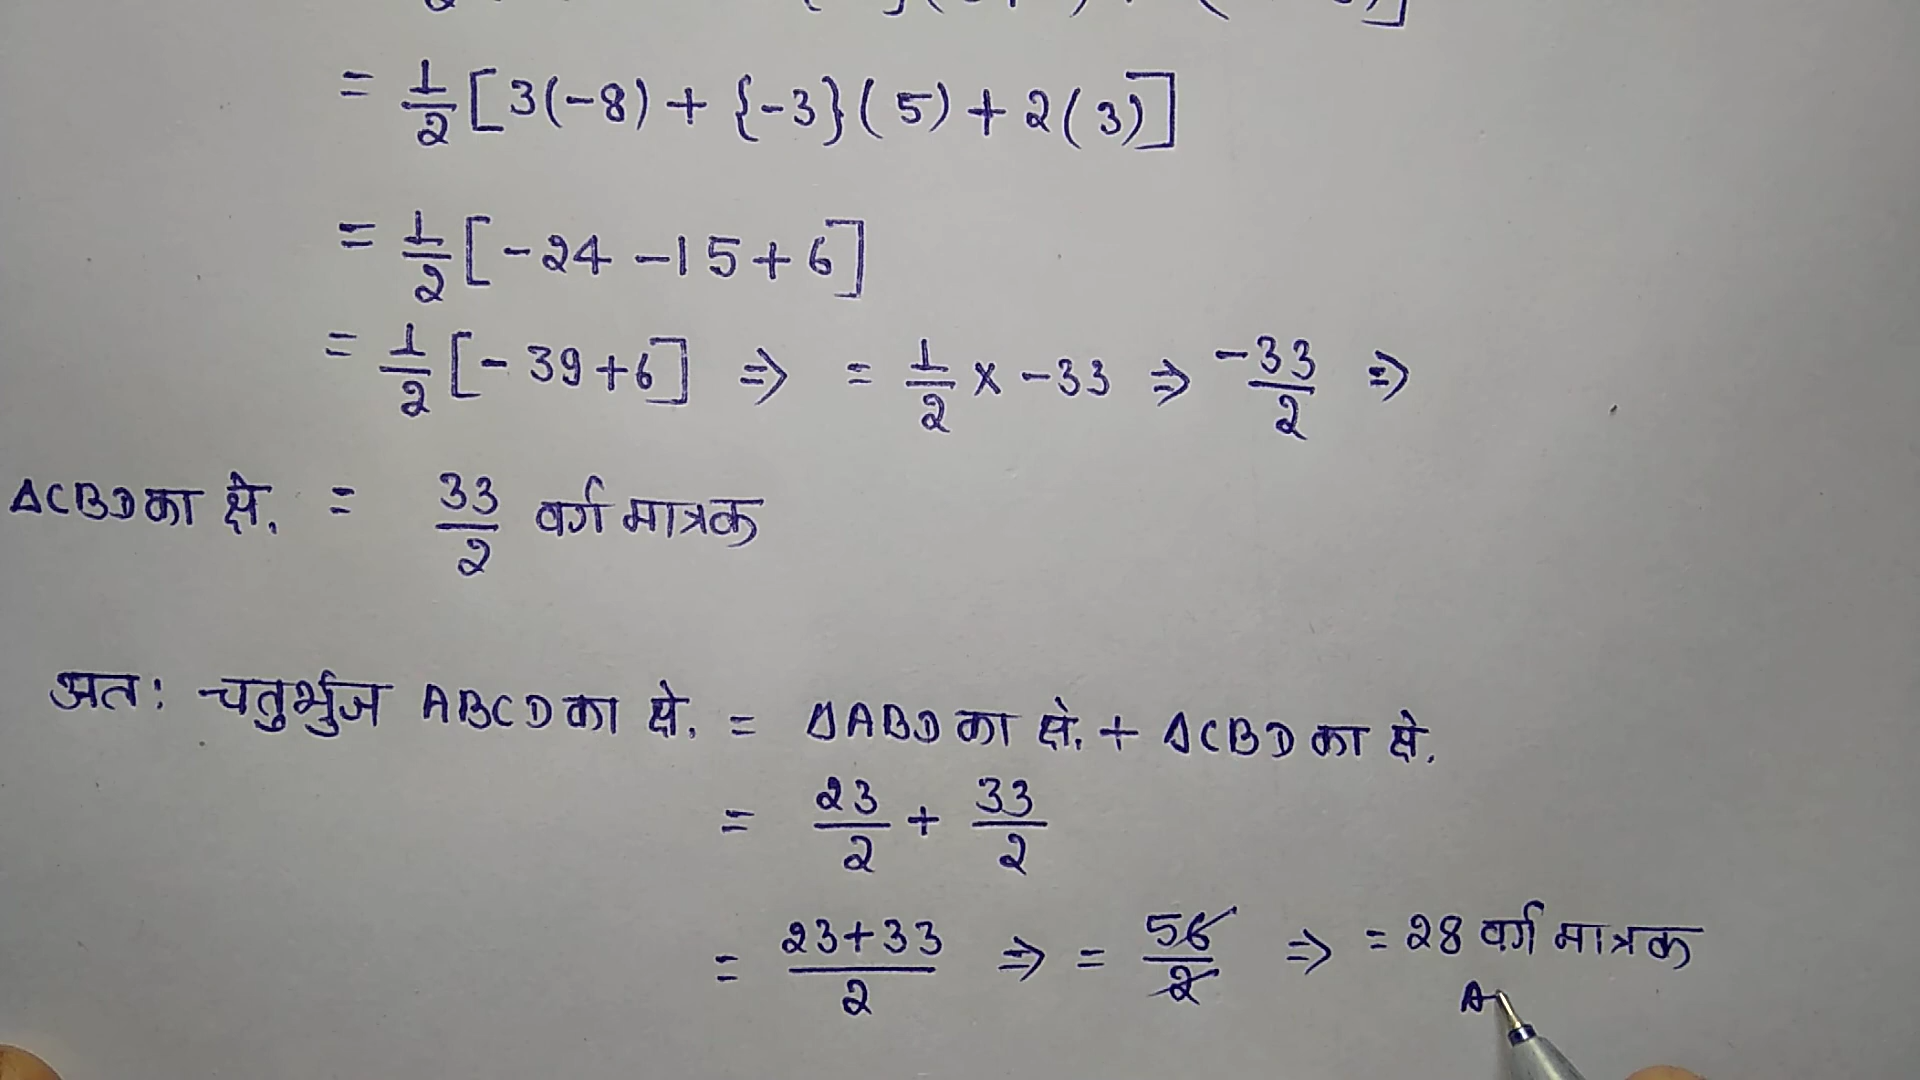 = 1/2 [3(-8) + {-3}(5) + 2(3)]
= 1/2 [-24 -15+6]
= 1/2 [-39+6] ⇒ = 1/2 × -33 ⇒ -33/2 ⇒
ΔCBD का क्षे. = 33/2 वर्ग मात्रक
अतः चतुर्भुज ABCD का क्षे. = ΔABD का क्षे. + ΔCBD का क्षे.
= 23/2 + 33/2
= 23+33/2 ⇒ = 56/2 ⇒ = 28 वर्ग मात्रक
A